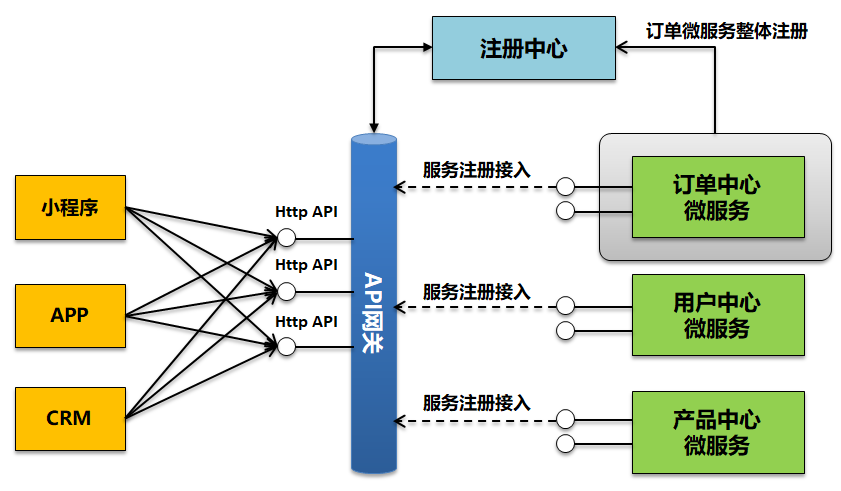 注册中心
订单微服务整体注册
服务注册接入
订单中心
微服务
小程序
Http API
Http API
API网关
服务注册接入
用户中心
微服务
APP
Http API
服务注册接入
产品中心
微服务
CRM